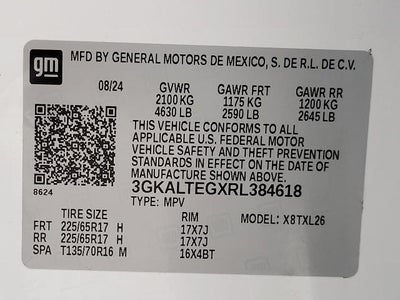 gm MFD BY GENERAL MOTORS DE MEXICO, S. DE R.L. DE C.V.
08/24 GVWR GAWR FRT GAWR RR
2100 KG 1175 KG 1200 KG
4630 LB 2590 LB 2645 LB
THIS VEHICLE CONFORMS TO ALL
APPLICABLE U.S. FEDERAL MOTOR
VEHICLE SAFETY AND THEFT PREVENTION
STANDARDS IN EFFECT ON THE DATE OF
MANUFACTURE SHOWN ABOVE.
8624 3GKALTEGXRL384618
TYPE: MPV
TIRE SIZE RIM MODEL: X8TXL26
FRT 225/65R17 H 17X7J
RR 225/65R17 H 17X7J
SPA T135/70R16 M 16X4BT